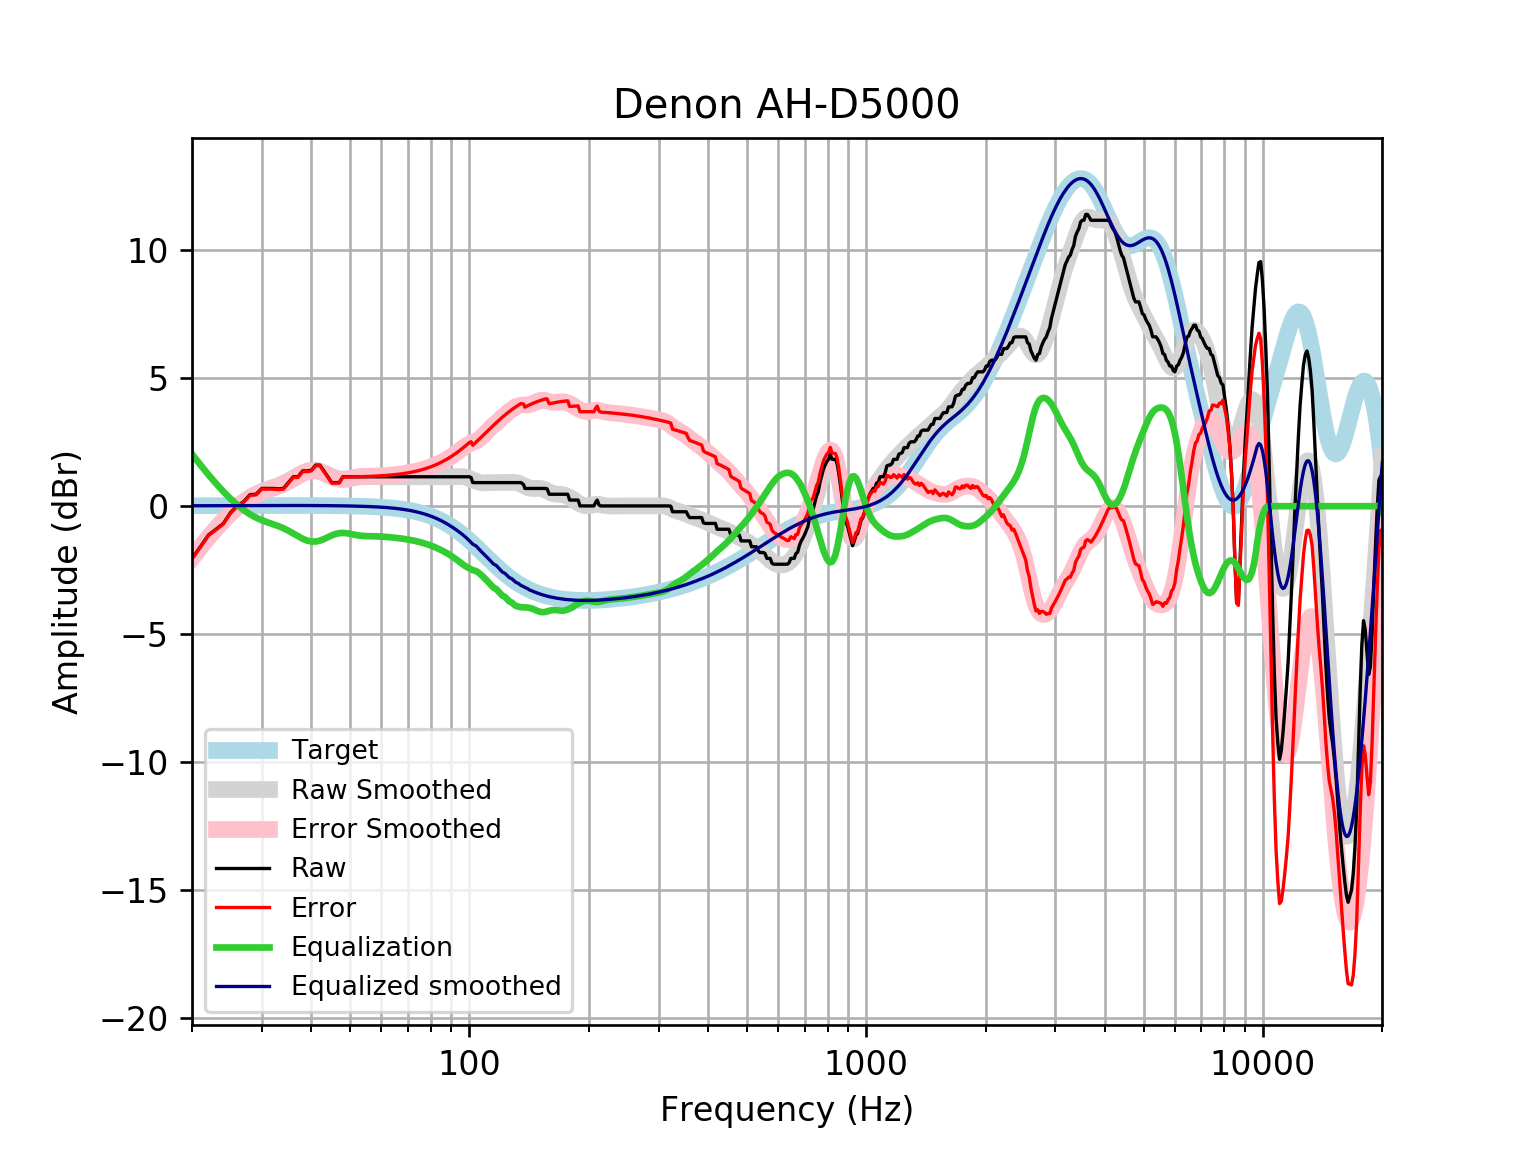 Denon AH-D5000
10
5
0
−5
−10
−15
−20
Amplitude (dBr)
Target
Raw Smoothed
Error Smoothed
Raw
Error
Equalization
Equalized smoothed
100
1000
10000
Frequency (Hz)